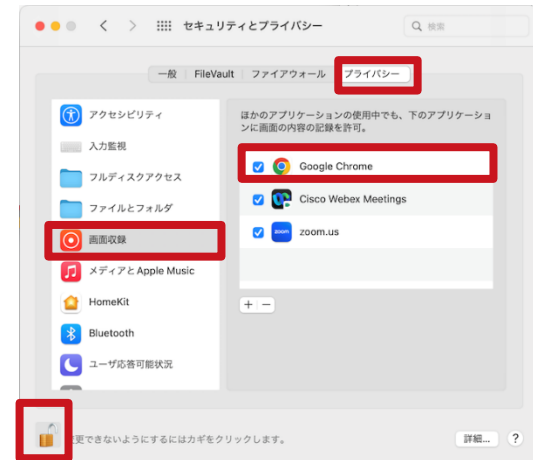 セキュリティとプライバシー
検索
一般 FileVault ファイアウォール プライバシー
アクセシビリティ
入力監視
フルディスクアクセス
ファイルとフォルダ
画面収録
メディアと Apple Music
HomeKit
Bluetooth
ユーザ応答可能状況
ほかのアプリケーションの使用中でも、下のアプリケーショ
ンに画面の内容の記録を許可。
Google Chrome
Cisco Webex Meetings
zoom
zoom.us
更できないようにするにはカギをクリックします。
詳細... ?